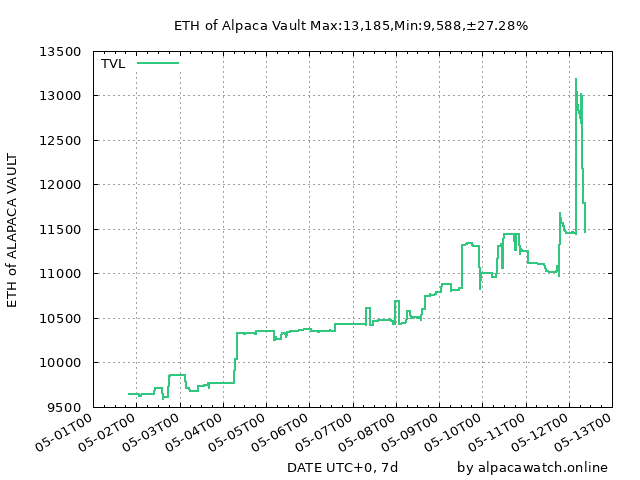 ETH of Alpaca Vault Max:13,185,Min:9,588,±27.28%
TVL
13500
13000
12500
12000
11500
11000
10500
10000
9500
ETH of ALAPACA VAULT
05-01T00
05-02T00
05-03T00
05-04T00
05-05T00
05-06T00
05-07T00
05-08T00
05-09T00
05-10T00
05-11T00
05-12T00
05-13T00
DATE UTC+0, 7d
by alpacawatch.online